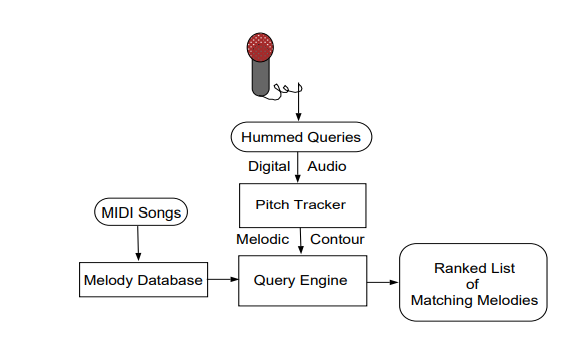 Hummed Queries
Digital Audio
Pitch Tracker
MIDI Songs
Melodic Contour
Melody Database
Query Engine
Ranked List
of
Matching Melodies